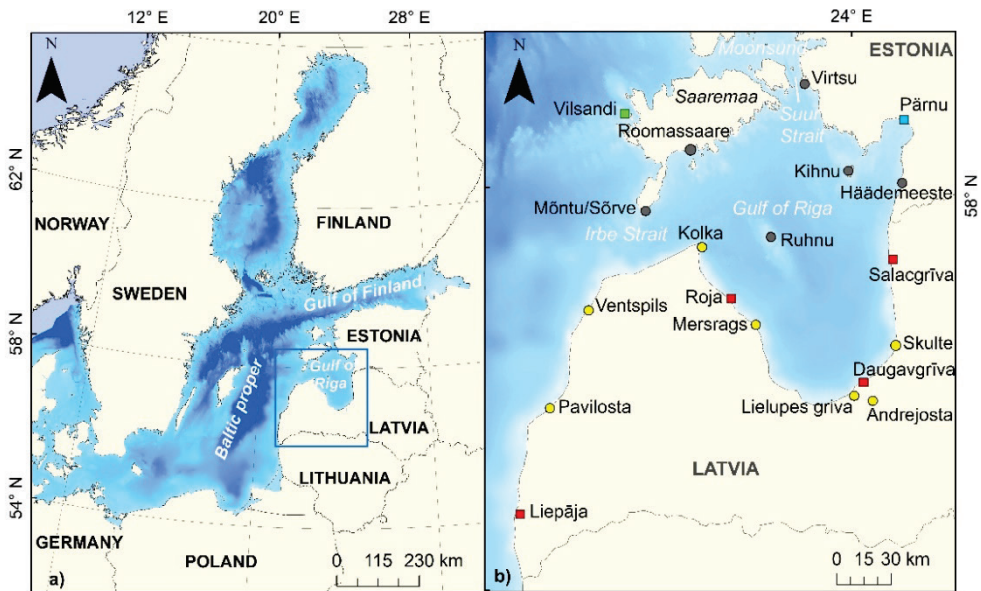 12° E
20° E
28° E
N
62° N
NORWAY
FINLAND
SWEDEN
58° N
Gulf of Finland
ESTONIA
Gulf of
Riga
Baltic proper
LATVIA
LITHUANIA
54° N
GERMANY
POLAND
0 115 230 km
a)
24° E
N
Moonsund
ESTONIA
Virtsu
Saaremaa
Vilsandi
Suur
Strait
Pärnu
Roomassaare
Kihnu
Häädemeeste
58° N
Mõntu/Sõrve
Gulf of Riga
Irbe Strait
Kolka
Ruhnu
Salacgrīva
Roja
Ventspils
Mersrags
Skulte
Daugavgrīva
Pavilosta
Lielupes griva
Andrejosta
LATVIA
Liepāja
b)
0 15 30 km